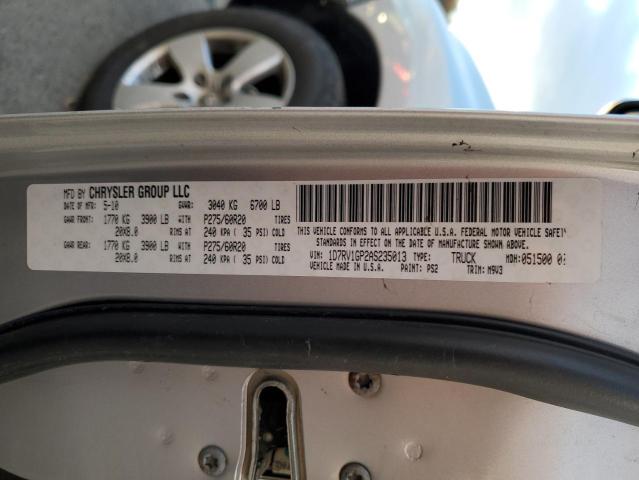 MFD BY CHRYSLER GROUP LLC
DATE OF MFR: 5-10 GVWR: 3040 KG 6700 LB
GAWR FRONT: 1770 KG 3900 LB WITH P275/60R20 TIRES
20X8.0 RIMS AT 240 KPA ( 35 PSI) COLD
GAWR REAR: 1770 KG 3900 LB WITH P275/60R20 TIRES
20X8.0 RIMS AT 240 KPA ( 35 PSI) COLD
THIS VEHICLE CONFORMS TO ALL APPLICABLE U.S.A. FEDERAL MOTOR VEHICLE SAFETY
STANDARDS IN EFFECT ON THE DATE OF MANUFACTURE SHOWN ABOVE.
VIN: 1D7RV1GP2AS235013 TYPE: TRUCK MDH: 051500
VEHICLE MADE IN U.S.A. PAINT: PS2 TRIM: M9V3